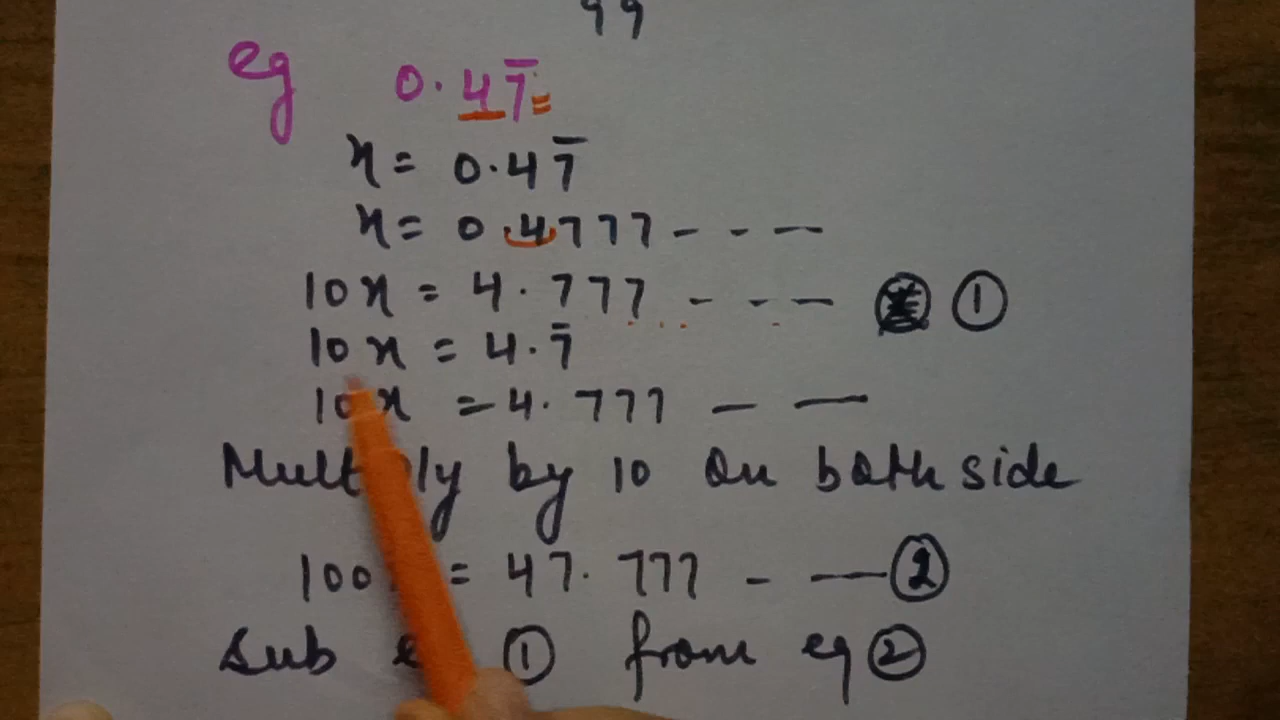 99
eg 0.47̅
x = 0.47̅
x = 0.4777 - - -
10x = 4.777 - - - ①
10x = 4.7̅
10x = 4.777 - -
Multiply by 10 on both side
100 = 47.777 - - ②
Sub ① from eq ②